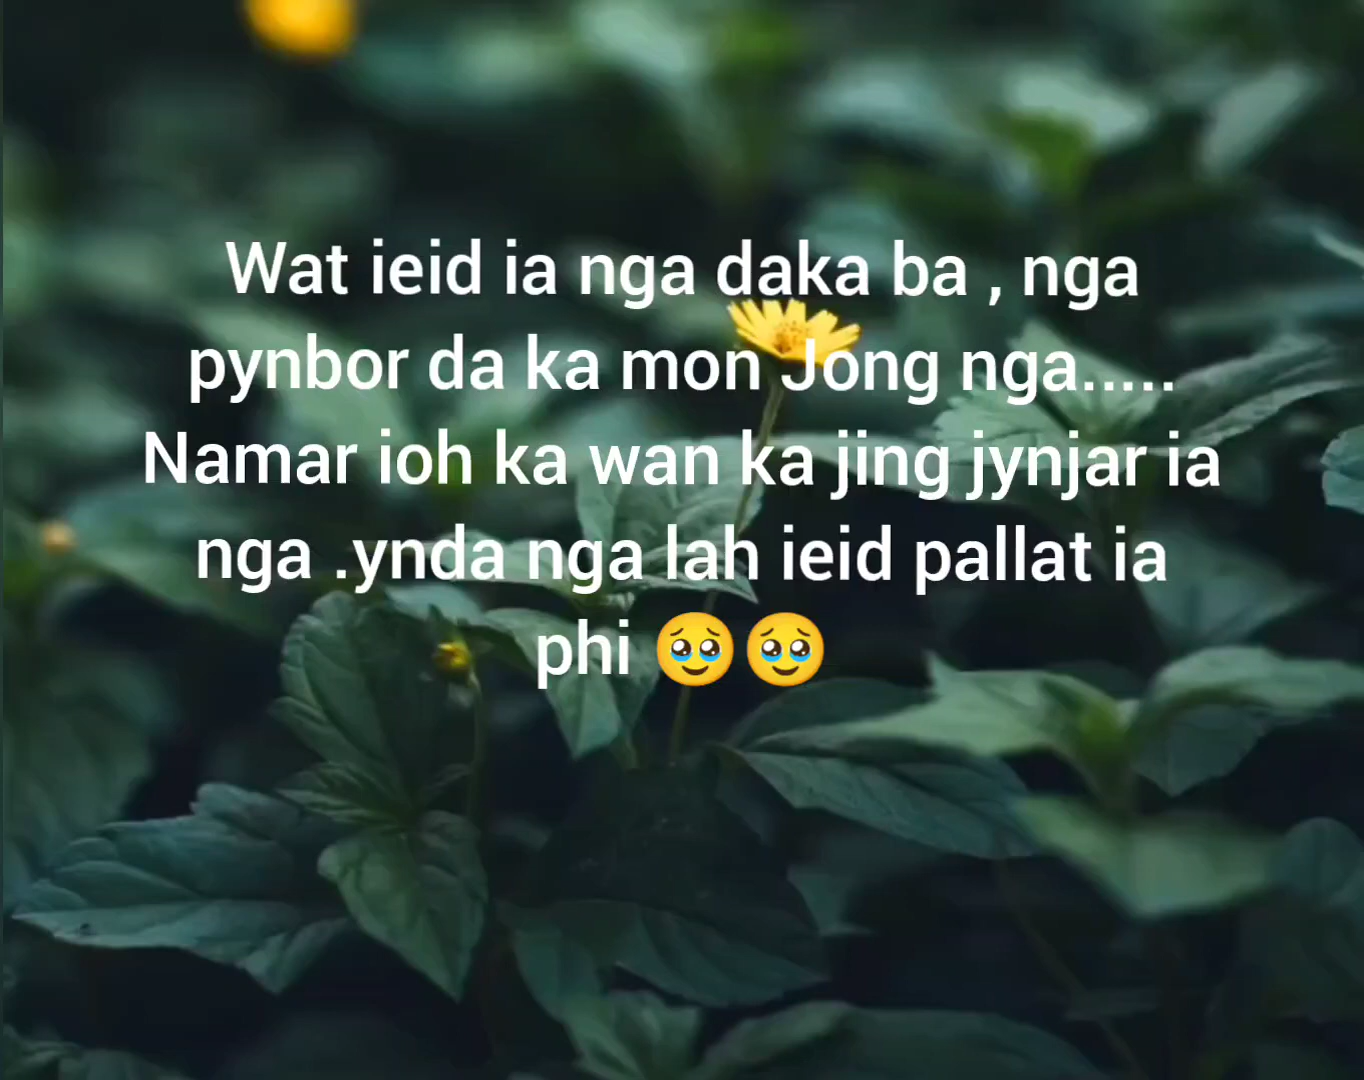 Wat ieid ia nga daka ba , nga
pynbor da ka mon Jong nga.....
Namar ioh ka wan ka jing jynjar ia
nga .ynda nga lah ieid pallat ia
phi 🥹🥹